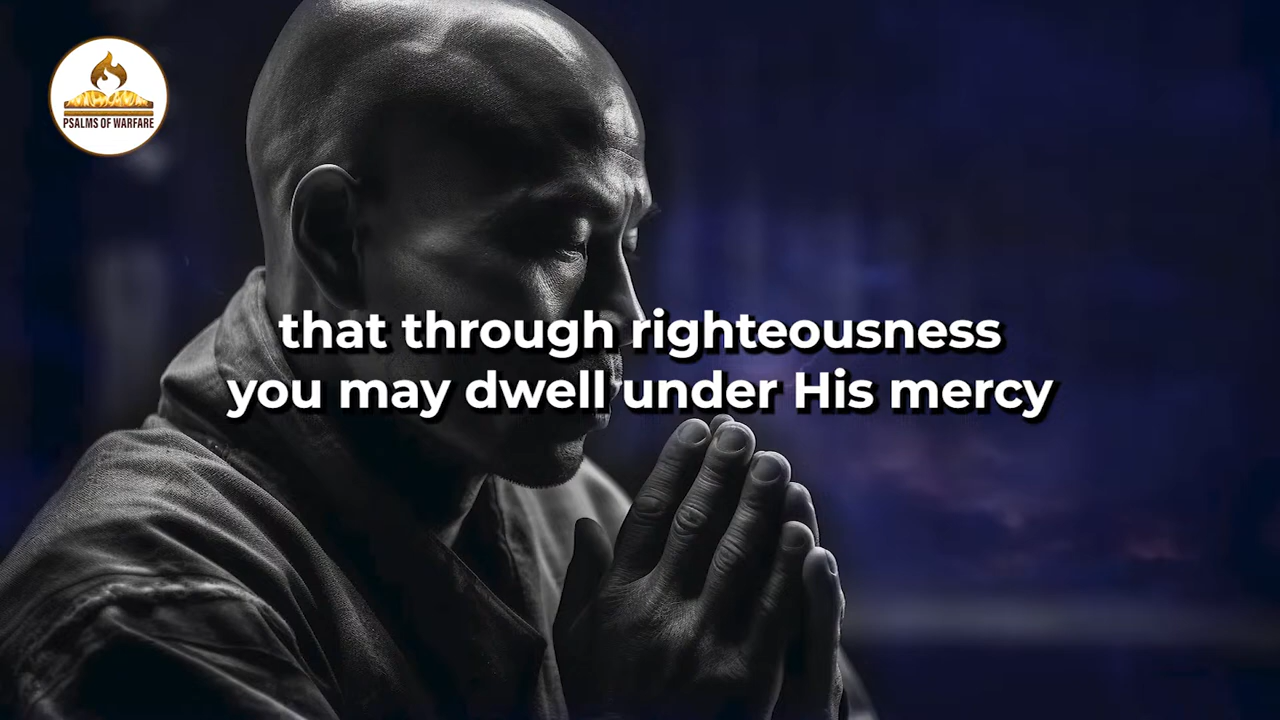 PSALMS OF WARFARE
that through righteousness
you may dwell under His mercy